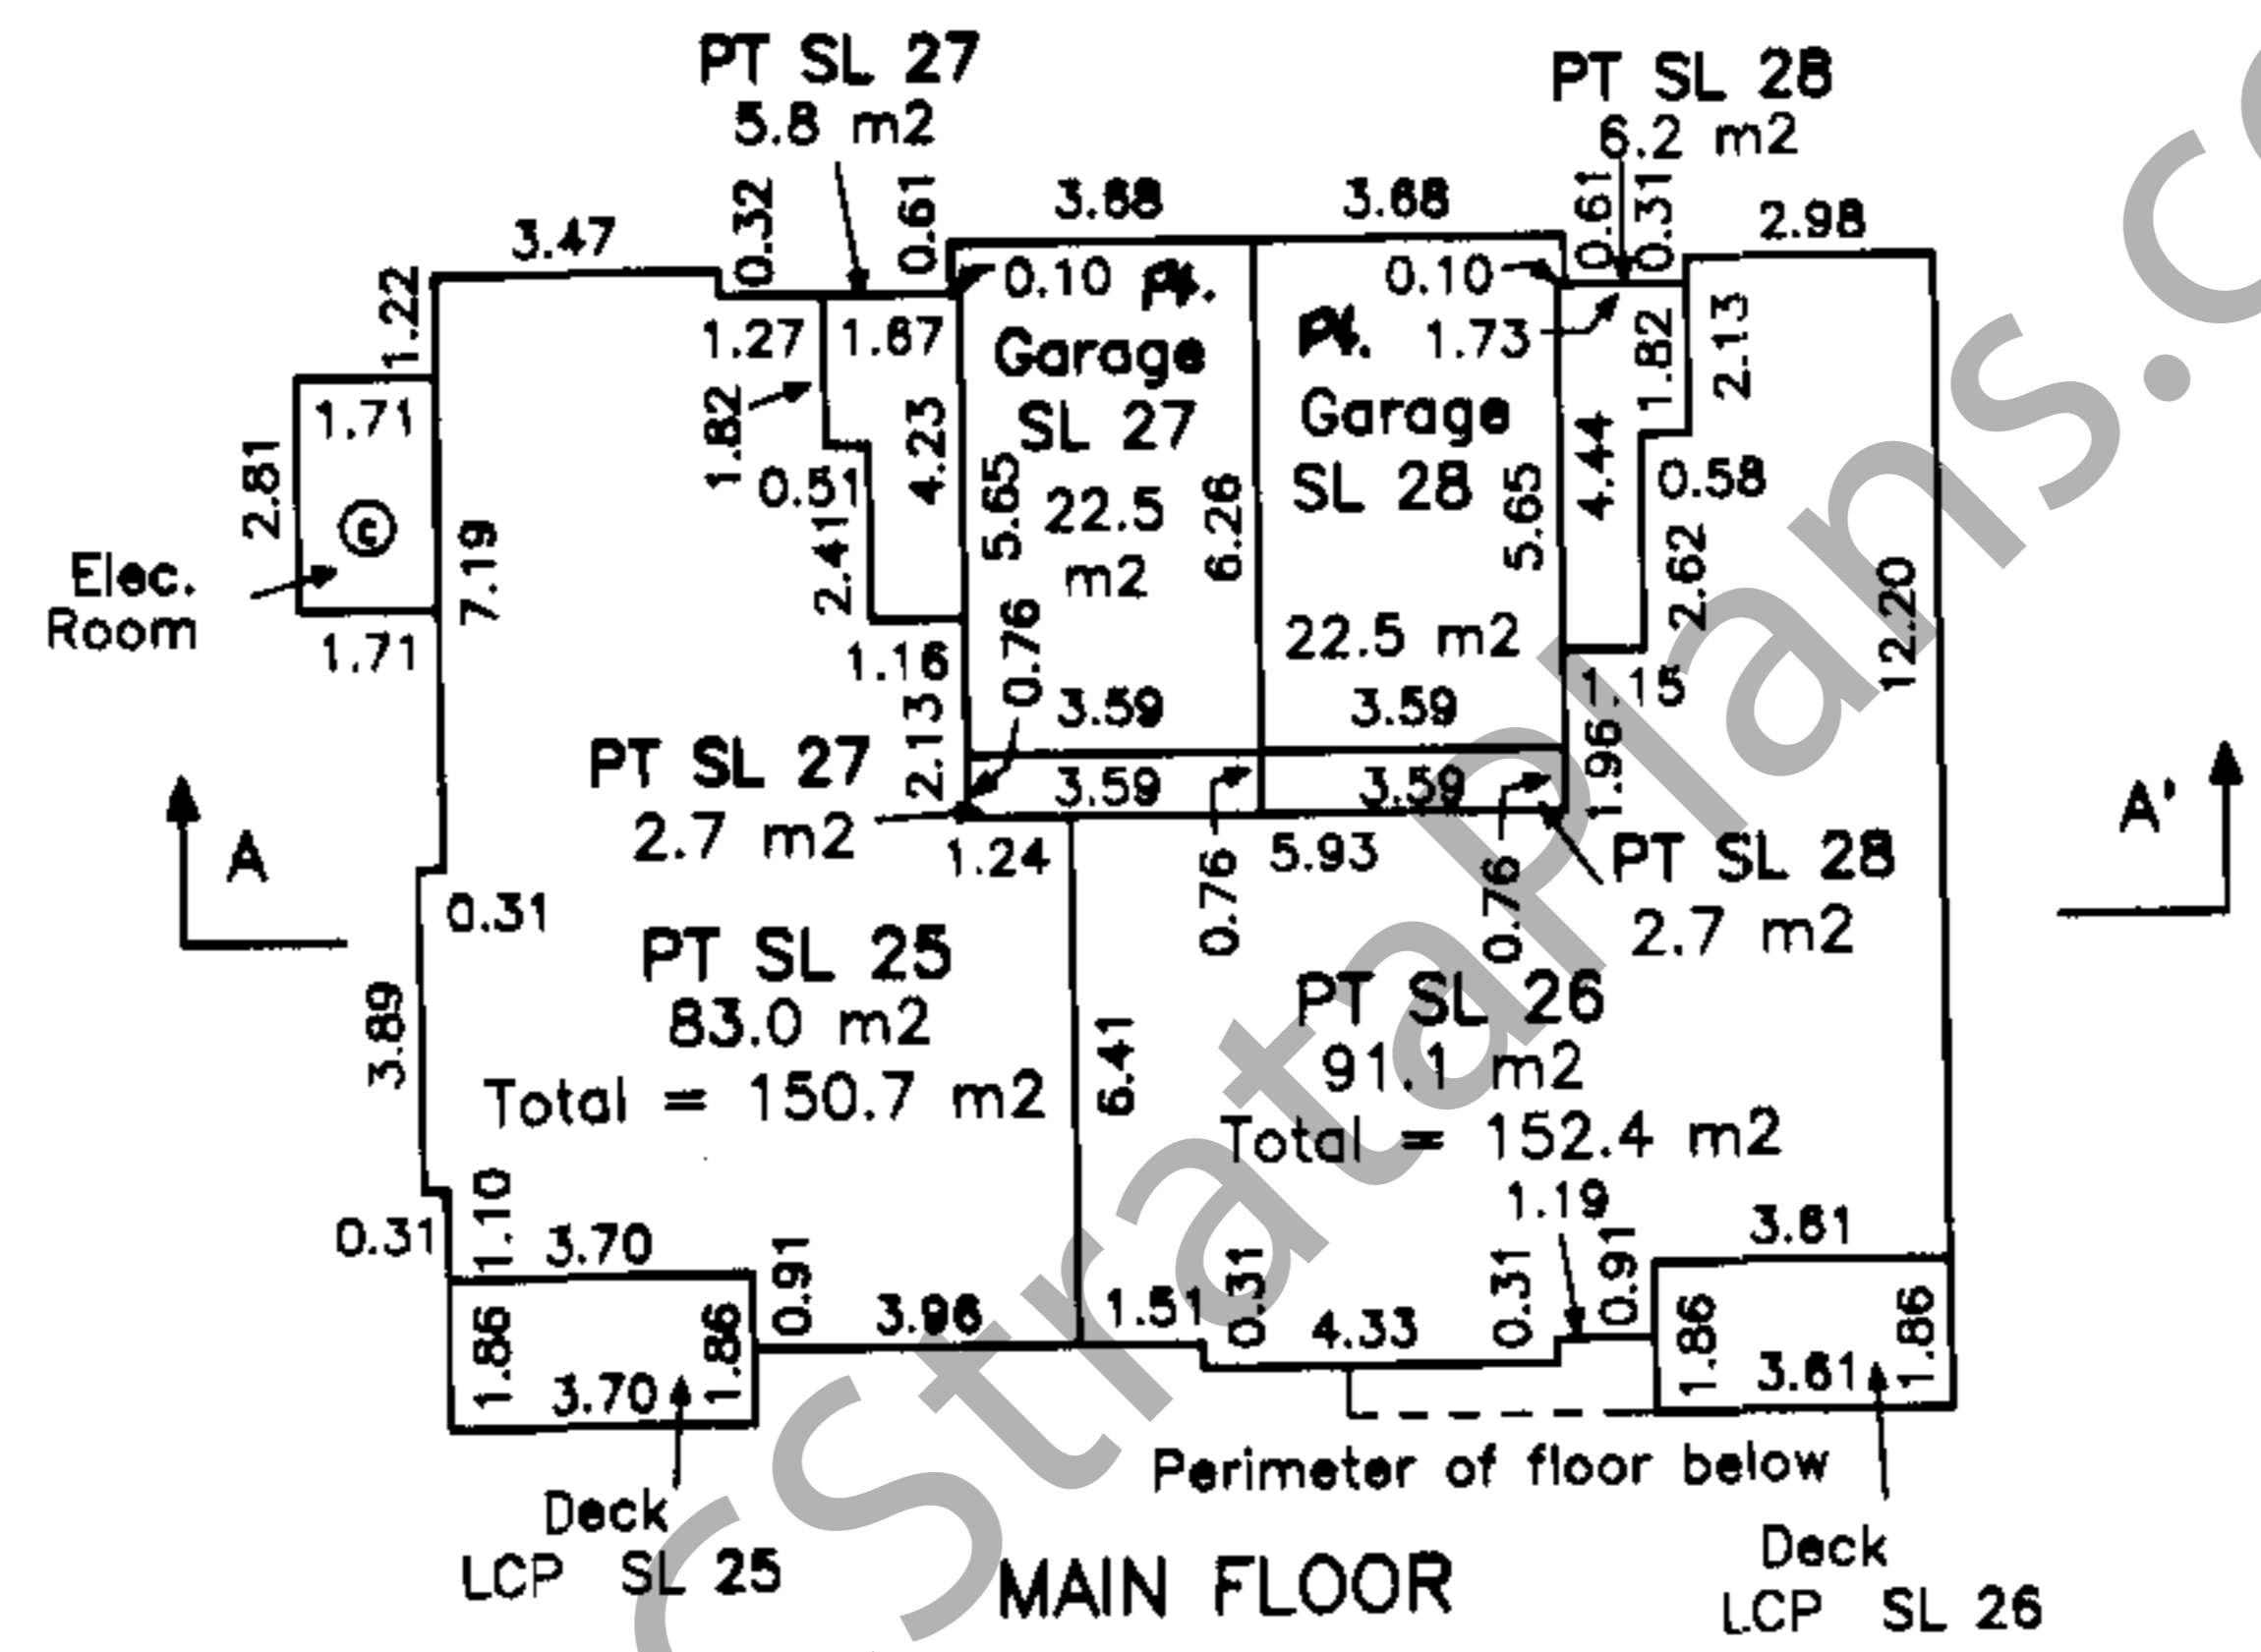 PT SL 27
5.8 m2
PT SL 28
6.2 m2
0.32
0.61
3.68
3.68
0.61
0.31
2.98
3.47
1.22
0.10 Pt.
0.10
1.27
1.67
Garage
SL 27
22.5
m2
Pt.
1.73
Garage
SL 28
22.5 m2
1.82
2.13
1.71
1.82
4.23
4.44
0.51
5.65
6.26
5.65
0.58
2.81
©
Elec.
Room
7.19
2.41
2.62
12.20
1.71
1.16
0.76
1.15
2.13
3.59
3.59
1.96
PT SL 27
2.7 m2
3.59
3.59
A
A'
1.24
0.76
5.93
0.76
PT SL 28
2.7 m2
0.31
PT SL 25
83.0 m2
Total = 150.7 m2
3.89
6.41
PT SL 26
91.1 m2
Total = 152.4 m2
1.19
0.31
1.10
3.70
0.91
3.96
1.51
0.31
4.33
0.31
0.91
3.61
1.86
3.70
1.86
1.86
3.61
1.86
Perimeter of floor below
Deck
LCP SL 25
MAIN FLOOR
Deck
LCP SL 26
CStrataPlans.c